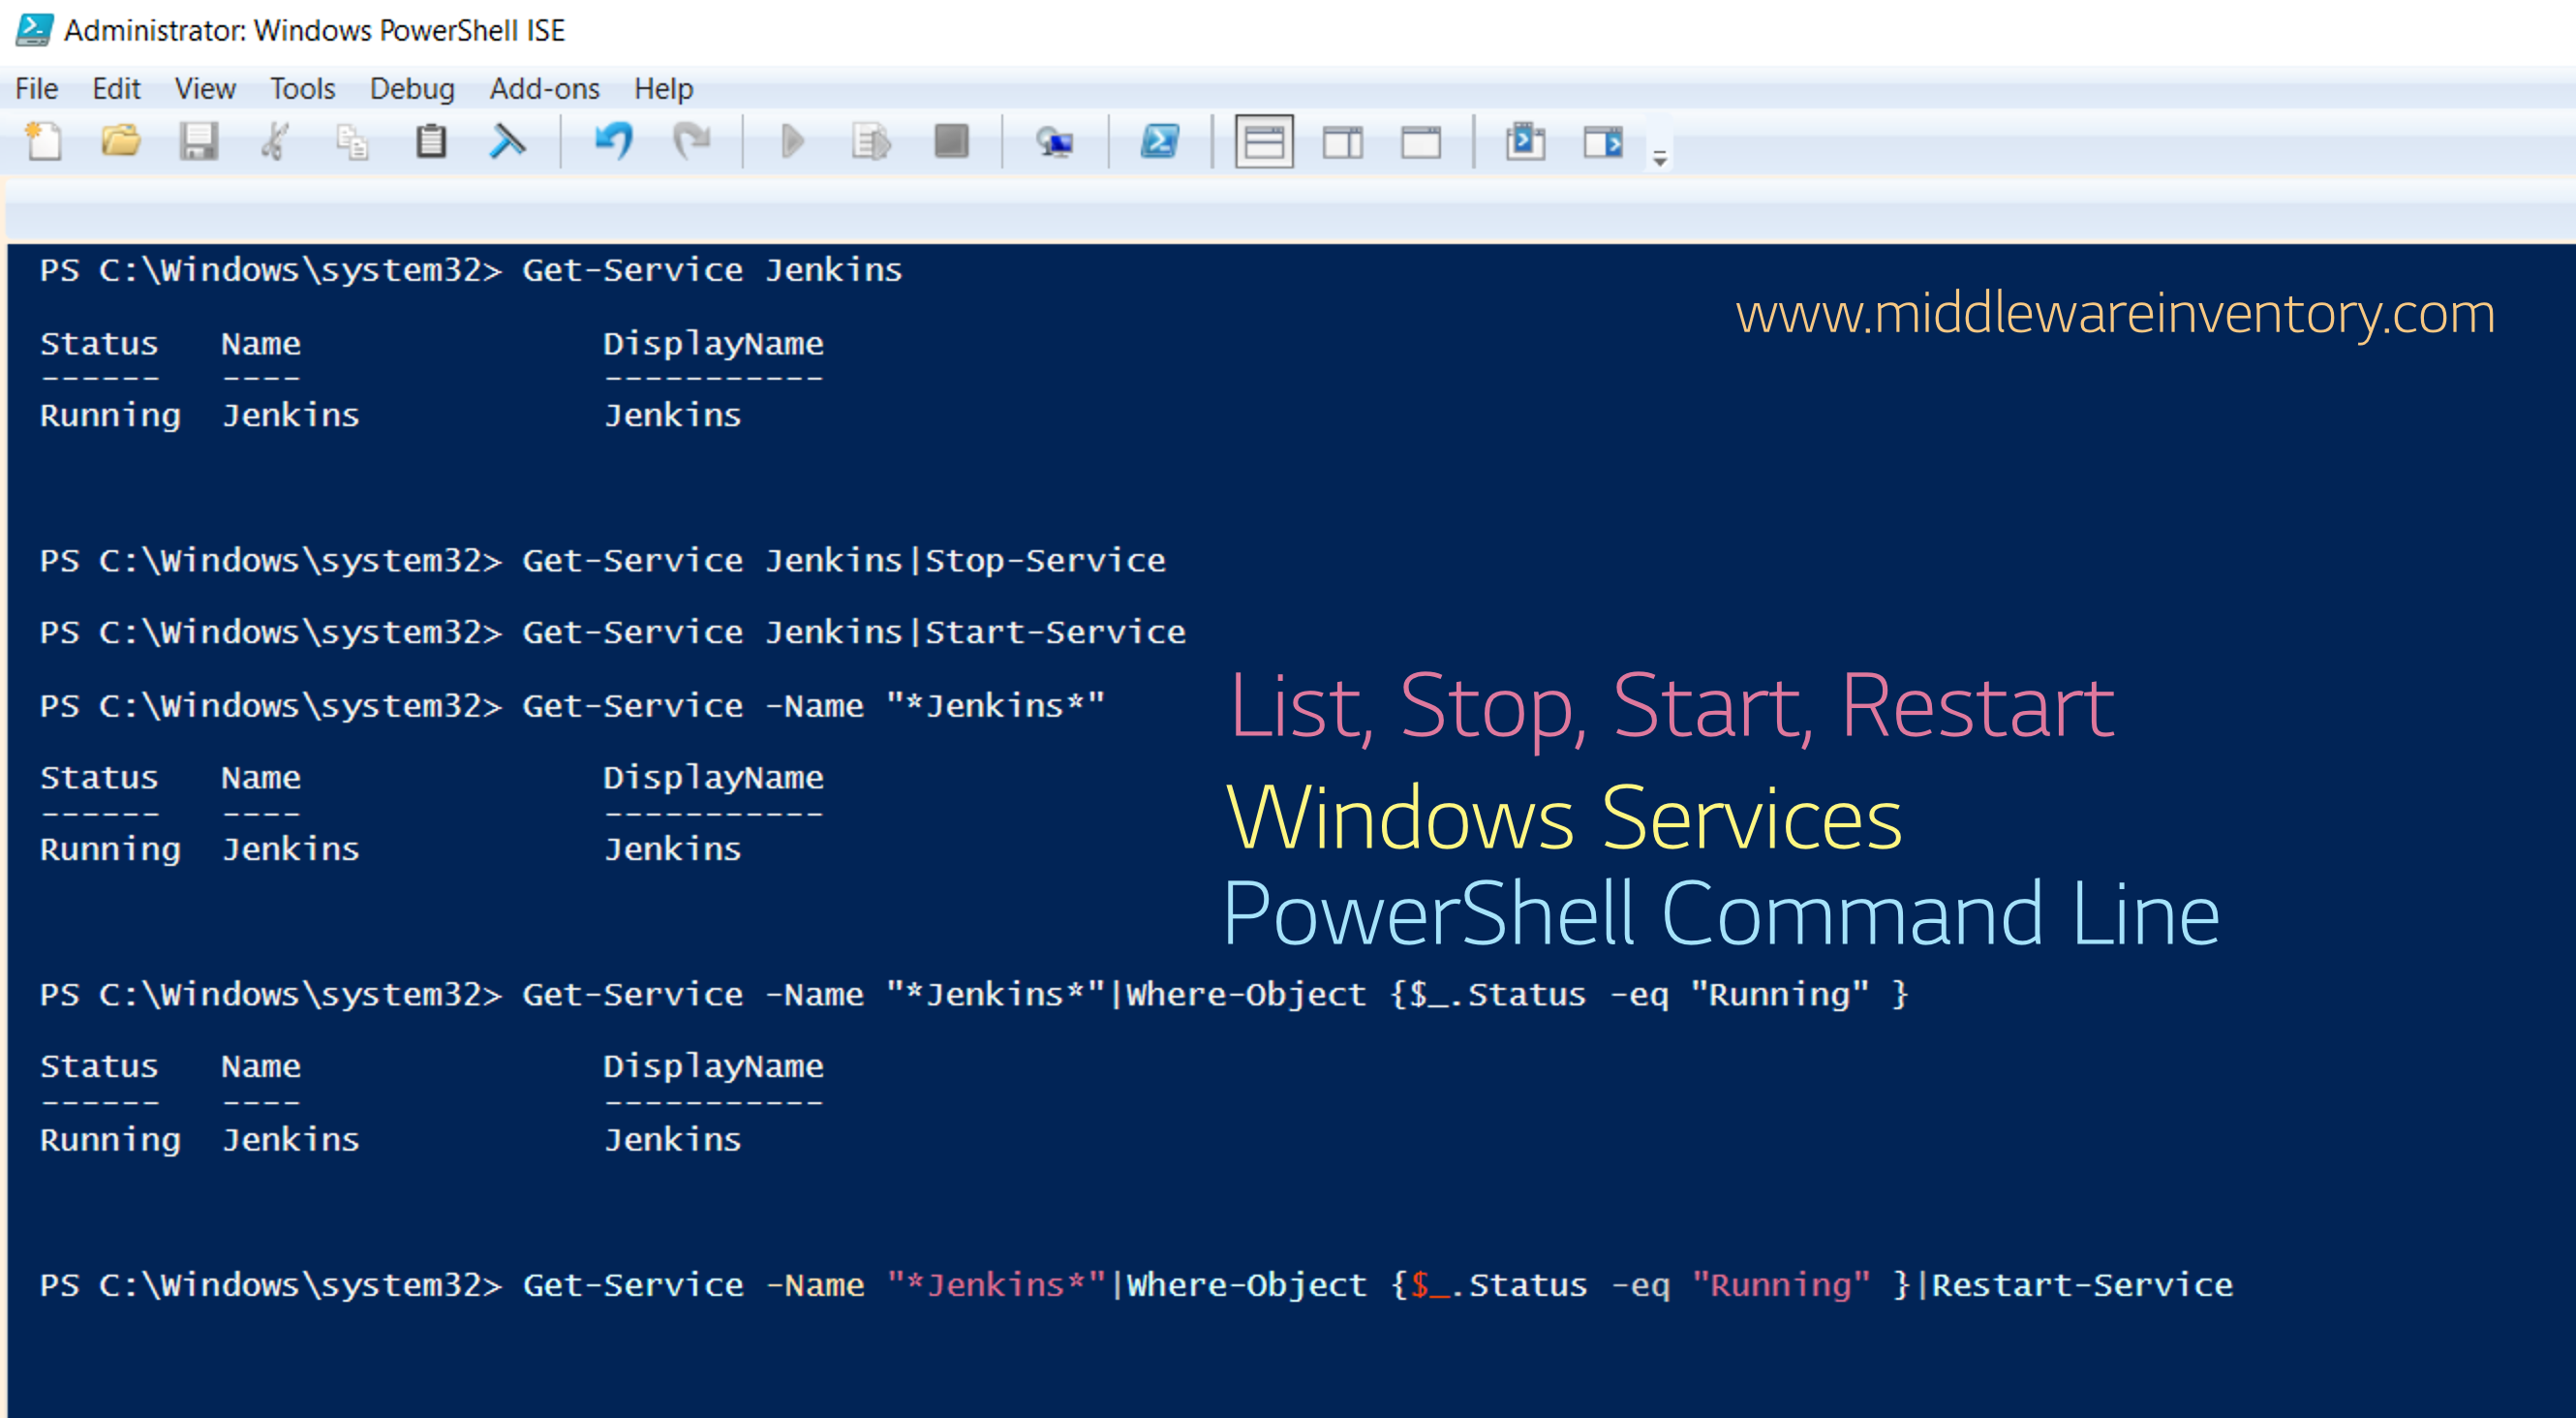 Administrator: Windows PowerShell ISE
File Edit View Tools Debug Add-ons Help
PS C:\Windows\system32> Get-Service Jenkins
www.middlewareinventory.com
Status Name DisplayName
------ ---- -----------
Running Jenkins Jenkins
PS C:\Windows\system32> Get-Service Jenkins|Stop-Service
PS C:\Windows\system32> Get-Service Jenkins|Start-Service
PS C:\Windows\system32> Get-Service -Name "*Jenkins*"
List, Stop, Start, Restart
Status Name DisplayName
------ ---- -----------
Running Jenkins Jenkins
Windows Services
PowerShell Command Line
PS C:\Windows\system32> Get-Service -Name "*Jenkins*"|Where-Object {$_.Status -eq "Running" }
Status Name DisplayName
------ ---- -----------
Running Jenkins Jenkins
PS C:\Windows\system32> Get-Service -Name "*Jenkins*"|Where-Object {$_.Status -eq "Running" }|Restart-Service